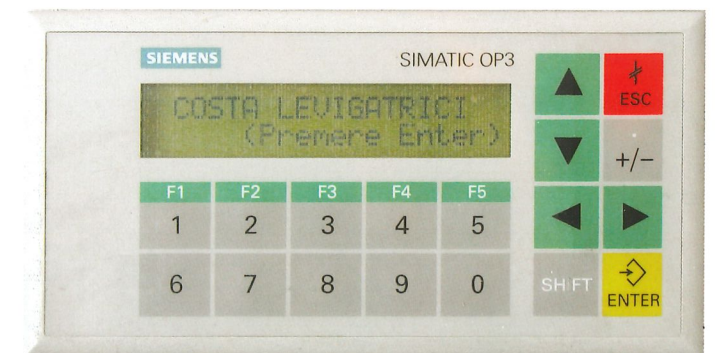 SIEMENS SIMATIC OP3
COSTA LEVIGATRICI
(Premere Enter)
ESC
+/-
F1 F2 F3 F4 F5
1 2 3 4 5
6 7 8 9 0
SHIFT ENTER